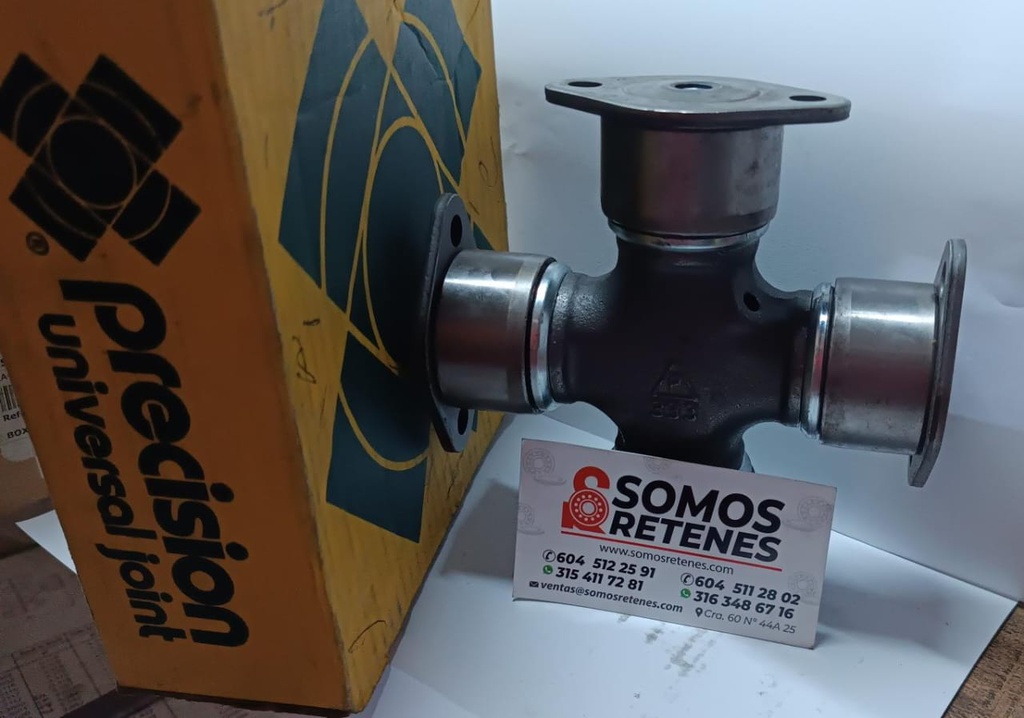 precision
universal joint
®
SOMOS
RETENES
www.somosretenes.com
604 512 25 91
315 411 72 81
ventas@somosretenes.com
604 511 28 02
316 348 67 16
Cra. 60 N° 44A 25